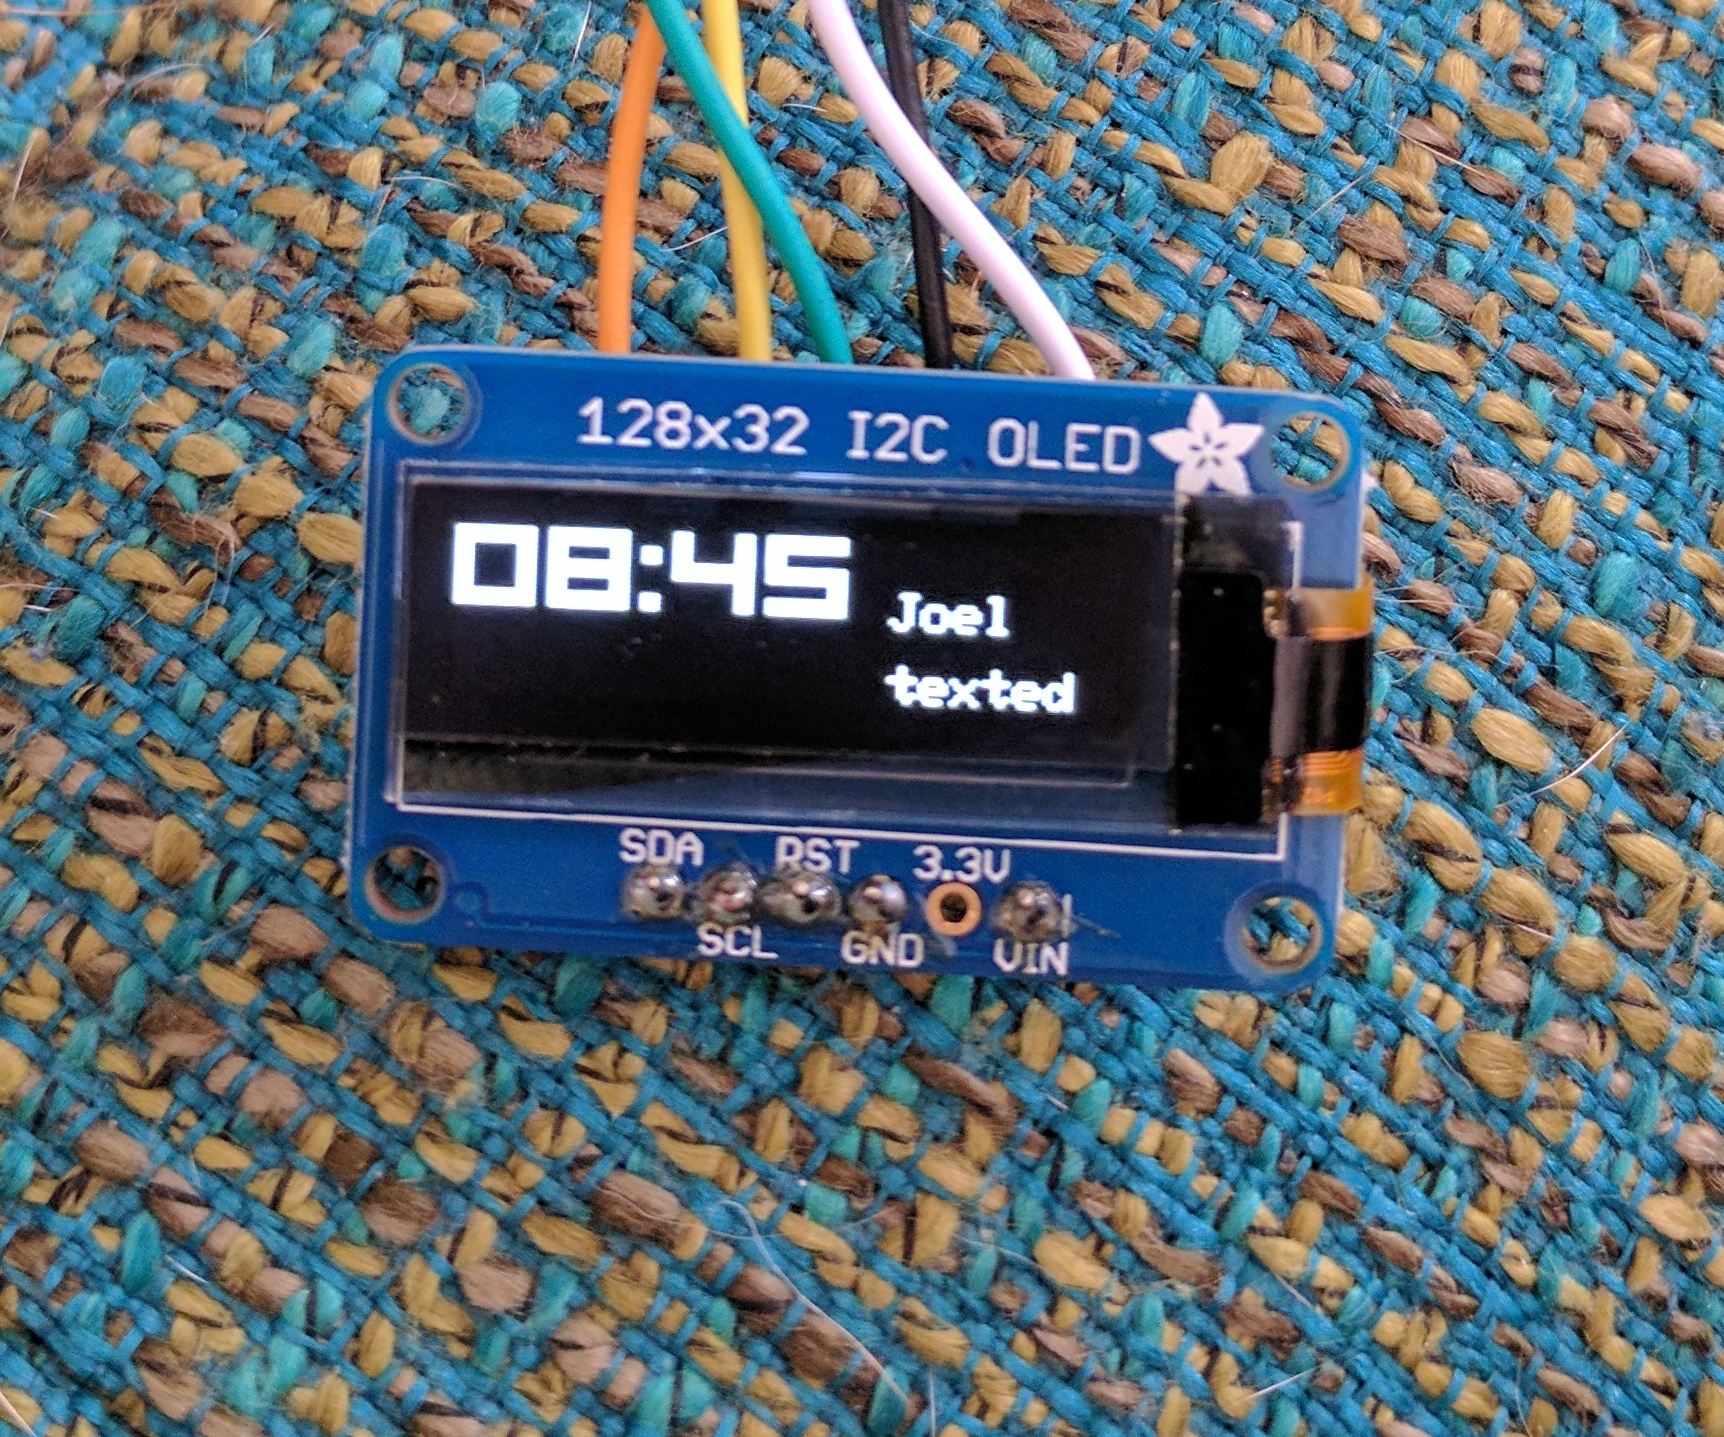 128x32 I2C OLED
08:45
Joel
texted
SDA RST 3.3V
SCL GND VIN